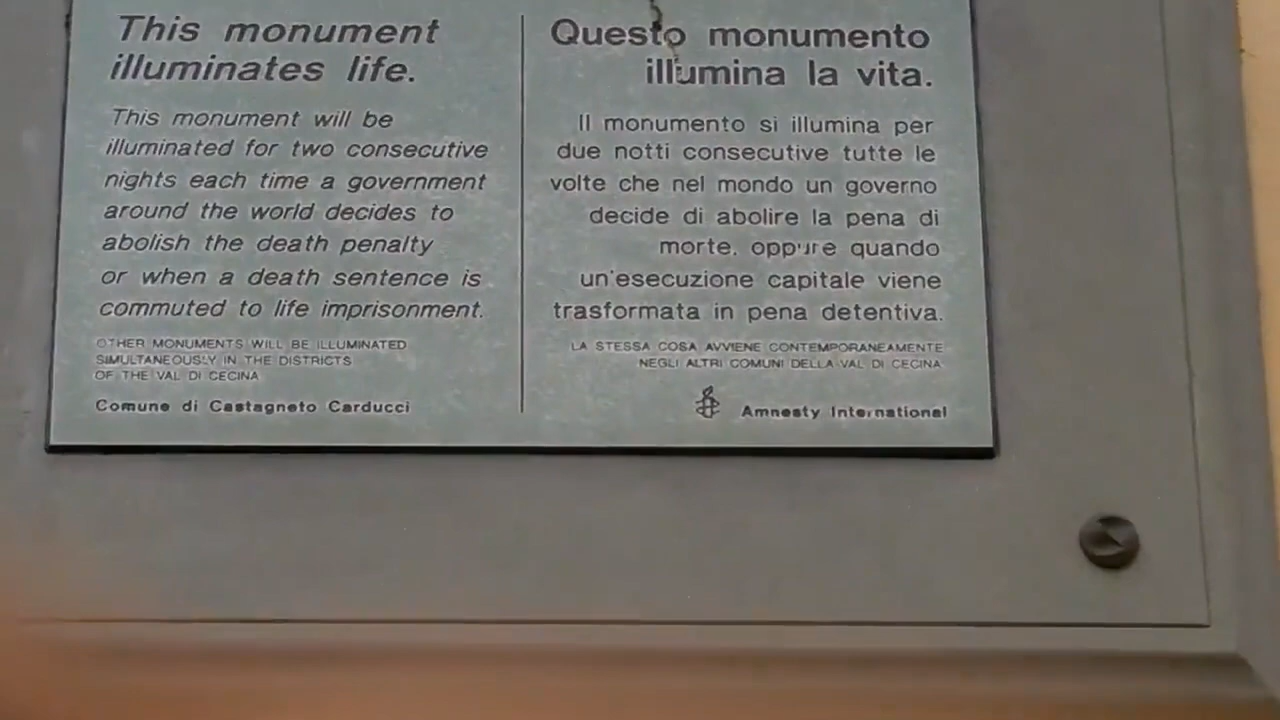 This monument
illuminates life.
This monument will be
illuminated for two consecutive
nights each time a government
around the world decides to
abolish the death penalty
or when a death sentence is
commuted to life imprisonment.
OTHER MONUMENTS WILL BE ILLUMINATED
SIMULTANEOUSLY IN THE DISTRICTS
OF THE VAL DI CECINA
Comune di Castagneto Carducci
Questo monumento
illumina la vita.
Il monumento si illumina per
due notti consecutive tutte le
volte che nel mondo un governo
decide di abolire la pena di
morte, oppure quando
un'esecuzione capitale viene
trasformata in pena detentiva.
LA STESSA COSA AVVIENE CONTEMPORANEAMENTE
NEGLI ALTRI COMUNI DELLA VAL DI CECINA
Amnesty International